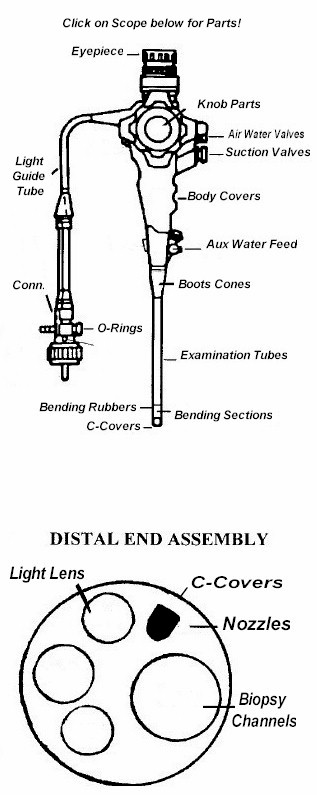 Click on Scope below for Parts!
Eyepiece
Knob Parts
Air Water Valves
Suction Valves
Light
Guide
Tube
Body Covers
Aux Water Feed
Conn.
Boots Cones
O-Rings
Examination Tubes
Bending Rubbers
Bending Sections
C-Covers
DISTAL END ASSEMBLY
Light Lens
C-Covers
Nozzles
Biopsy
Channels